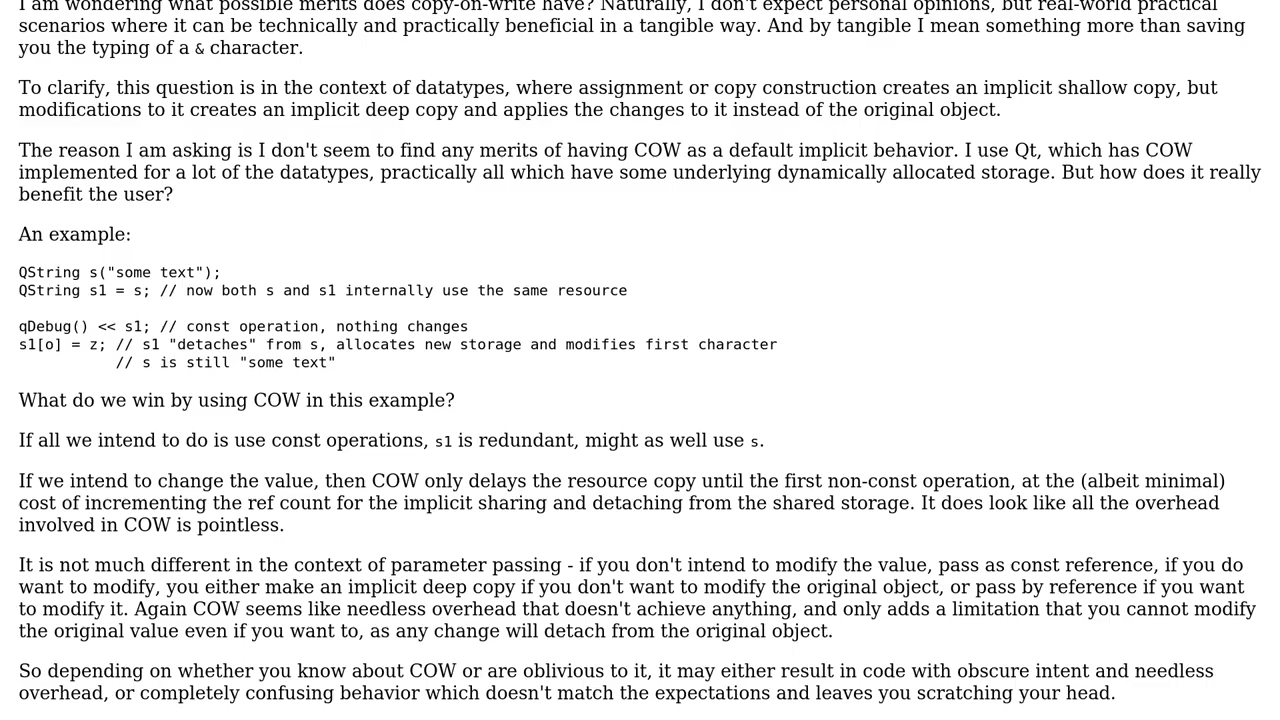 I am wondering what possible merits does copy-on-write have? Naturally, I don't expect personal opinions, but real-world practical
scenarios where it can be technically and practically beneficial in a tangible way. And by tangible I mean something more than saving
you the typing of a & character.
To clarify, this question is in the context of datatypes, where assignment or copy construction creates an implicit shallow copy, but
modifications to it creates an implicit deep copy and applies the changes to it instead of the original object.
The reason I am asking is I don't seem to find any merits of having COW as a default implicit behavior. I use Qt, which has COW
implemented for a lot of the datatypes, practically all which have some underlying dynamically allocated storage. But how does it really
benefit the user?
An example:
QString s("some text");
QString s1 = s; // now both s and s1 internally use the same resource
qDebug() << s1; // const operation, nothing changes
s1[o] = z; // s1 "detaches" from s, allocates new storage and modifies first character
// s is still "some text"
What do we win by using COW in this example?
If all we intend to do is use const operations, s1 is redundant, might as well use s.
If we intend to change the value, then COW only delays the resource copy until the first non-const operation, at the (albeit minimal)
cost of incrementing the ref count for the implicit sharing and detaching from the shared storage. It does look like all the overhead
involved in COW is pointless.
It is not much different in the context of parameter passing - if you don't intend to modify the value, pass as const reference, if you do
want to modify, you either make an implicit deep copy if you don't want to modify the original object, or pass by reference if you want
to modify it. Again COW seems like needless overhead that doesn't achieve anything, and only adds a limitation that you cannot modify
the original value even if you want to, as any change will detach from the original object.
So depending on whether you know about COW or are oblivious to it, it may either result in code with obscure intent and needless
overhead, or completely confusing behavior which doesn't match the expectations and leaves you scratching your head.